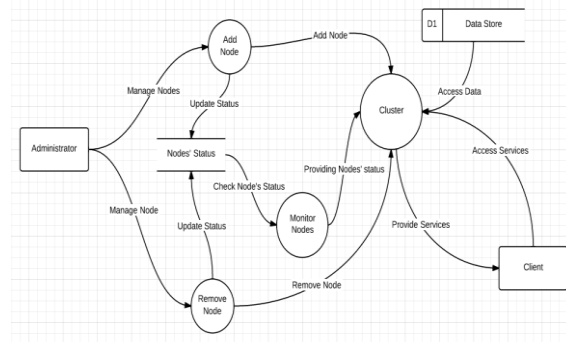 D1 Data Store
Add
Node
Add Node
Manage Nodes
Access Data
Update Status
Cluster
Administrator
Nodes' Status
Access Services
Providing Nodes' status
Check Node's Status
Manage Node
Monitor
Nodes
Update Status
Provide Services
Client
Remove Node
Remove
Node